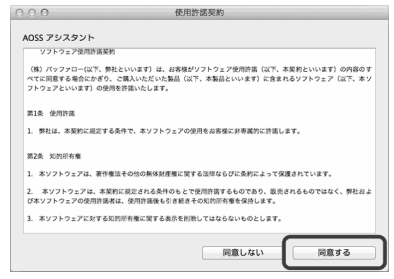 使用許諾契約
AOSS アシスタント
ソフトウェア使用許諾契約
（株）バッファロー(以下、弊社といいます）は、お客様がソフトウェア使用許諾（以下、本契約といいます）の内容のす
べてに同意する場合にかぎり、ご購入いただいた製品（以下、本製品といいます）に含まれるソフトウェア（以下、本ソ
フトウェアといいます）の使用を許諾いたします。
第1条 使用許諾
1. 弊社は、本契約に規定する条件で、本ソフトウェアの使用をお客様に非専属的に許諾します。
第2条 知的所有権
1. 本ソフトウェアは、著作権法その他の無体財産権に関する法律ならびに条約によって保護されています。
2. 本ソフトウェアは、本契約に規定される条件のもとで使用許諾するものであり、販売されるものではなく、弊社およ
び本ソフトウェアの使用許諾者は、使用許諾後も引き続きその知的所有権を保持します。
3. 本ソフトウェアに対する知的所有権に関する表示を削除してはならないものとします。
同意しない 同意する